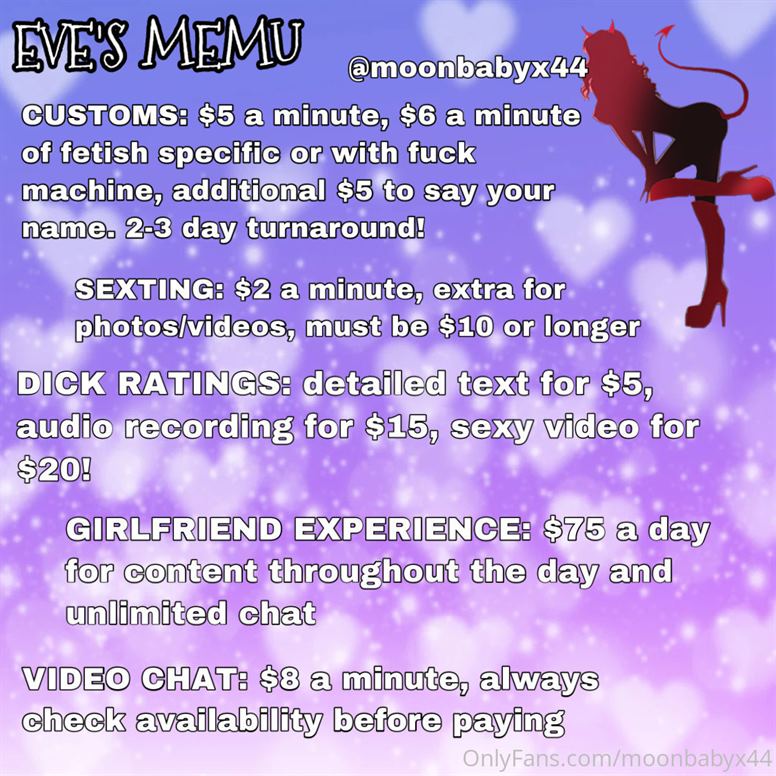 EVE'S MEMU
@moonbabyx44
CUSTOMS: $5 a minute, $6 a minute
of fetish specific or with fuck
machine, additional $5 to say your
name. 2-3 day turnaround!
SEXTING: $2 a minute, extra for
photos/videos, must be $10 or longer
DICK RATINGS: detailed text for $5,
audio recording for $15, sexy video for
$20!
GIRLFRIEND EXPERIENCE: $75 a day
for content throughout the day and
unlimited chat
VIDEO CHAT: $8 a minute, always
check availability before paying
OnlyFans.com/moonbabyx44